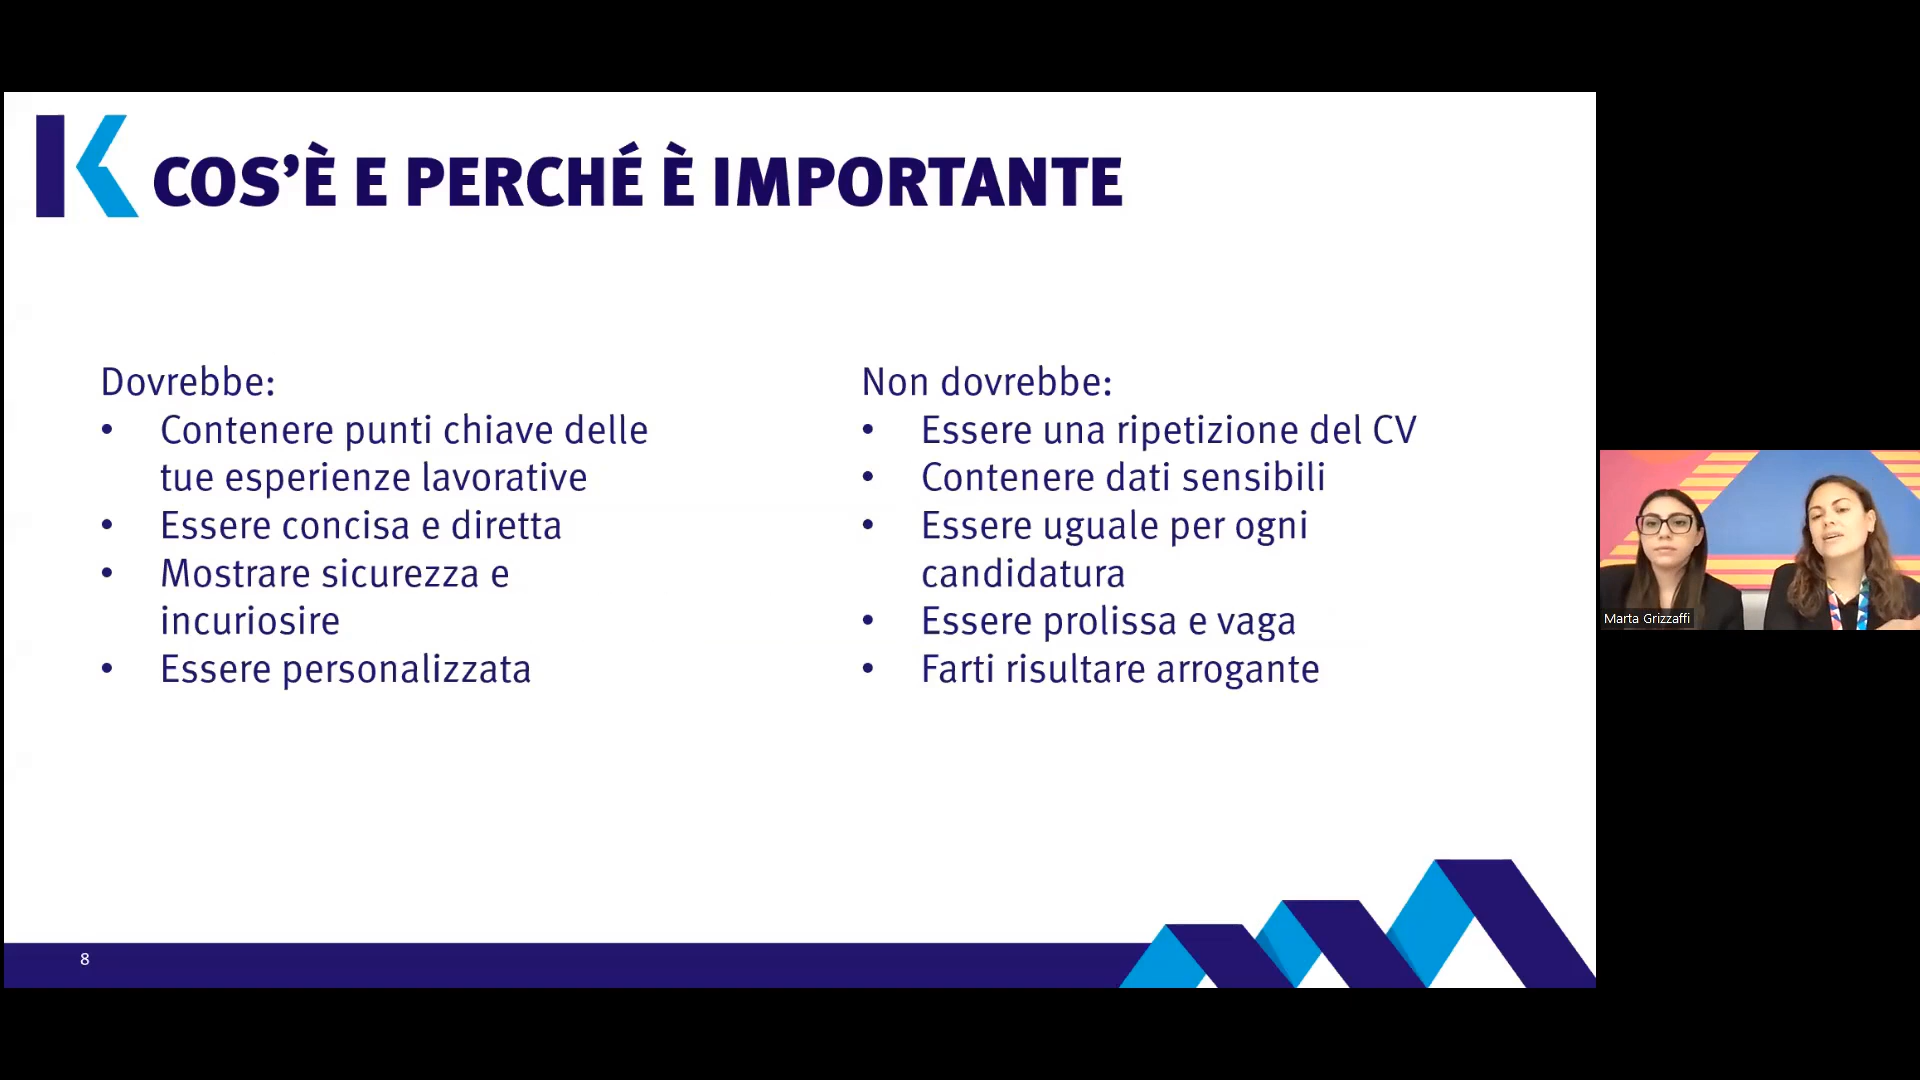 COS’È E PERCHÉ È IMPORTANTE
Dovrebbe:
• Contenere punti chiave delle
tue esperienze lavorative
• Essere concisa e diretta
• Mostrare sicurezza e
incuriosire
• Essere personalizzata
Non dovrebbe:
• Essere una ripetizione del CV
• Contenere dati sensibili
• Essere uguale per ogni
candidatura
• Essere prolissa e vaga
• Farti risultare arrogante
Marta Grizzaffi
8